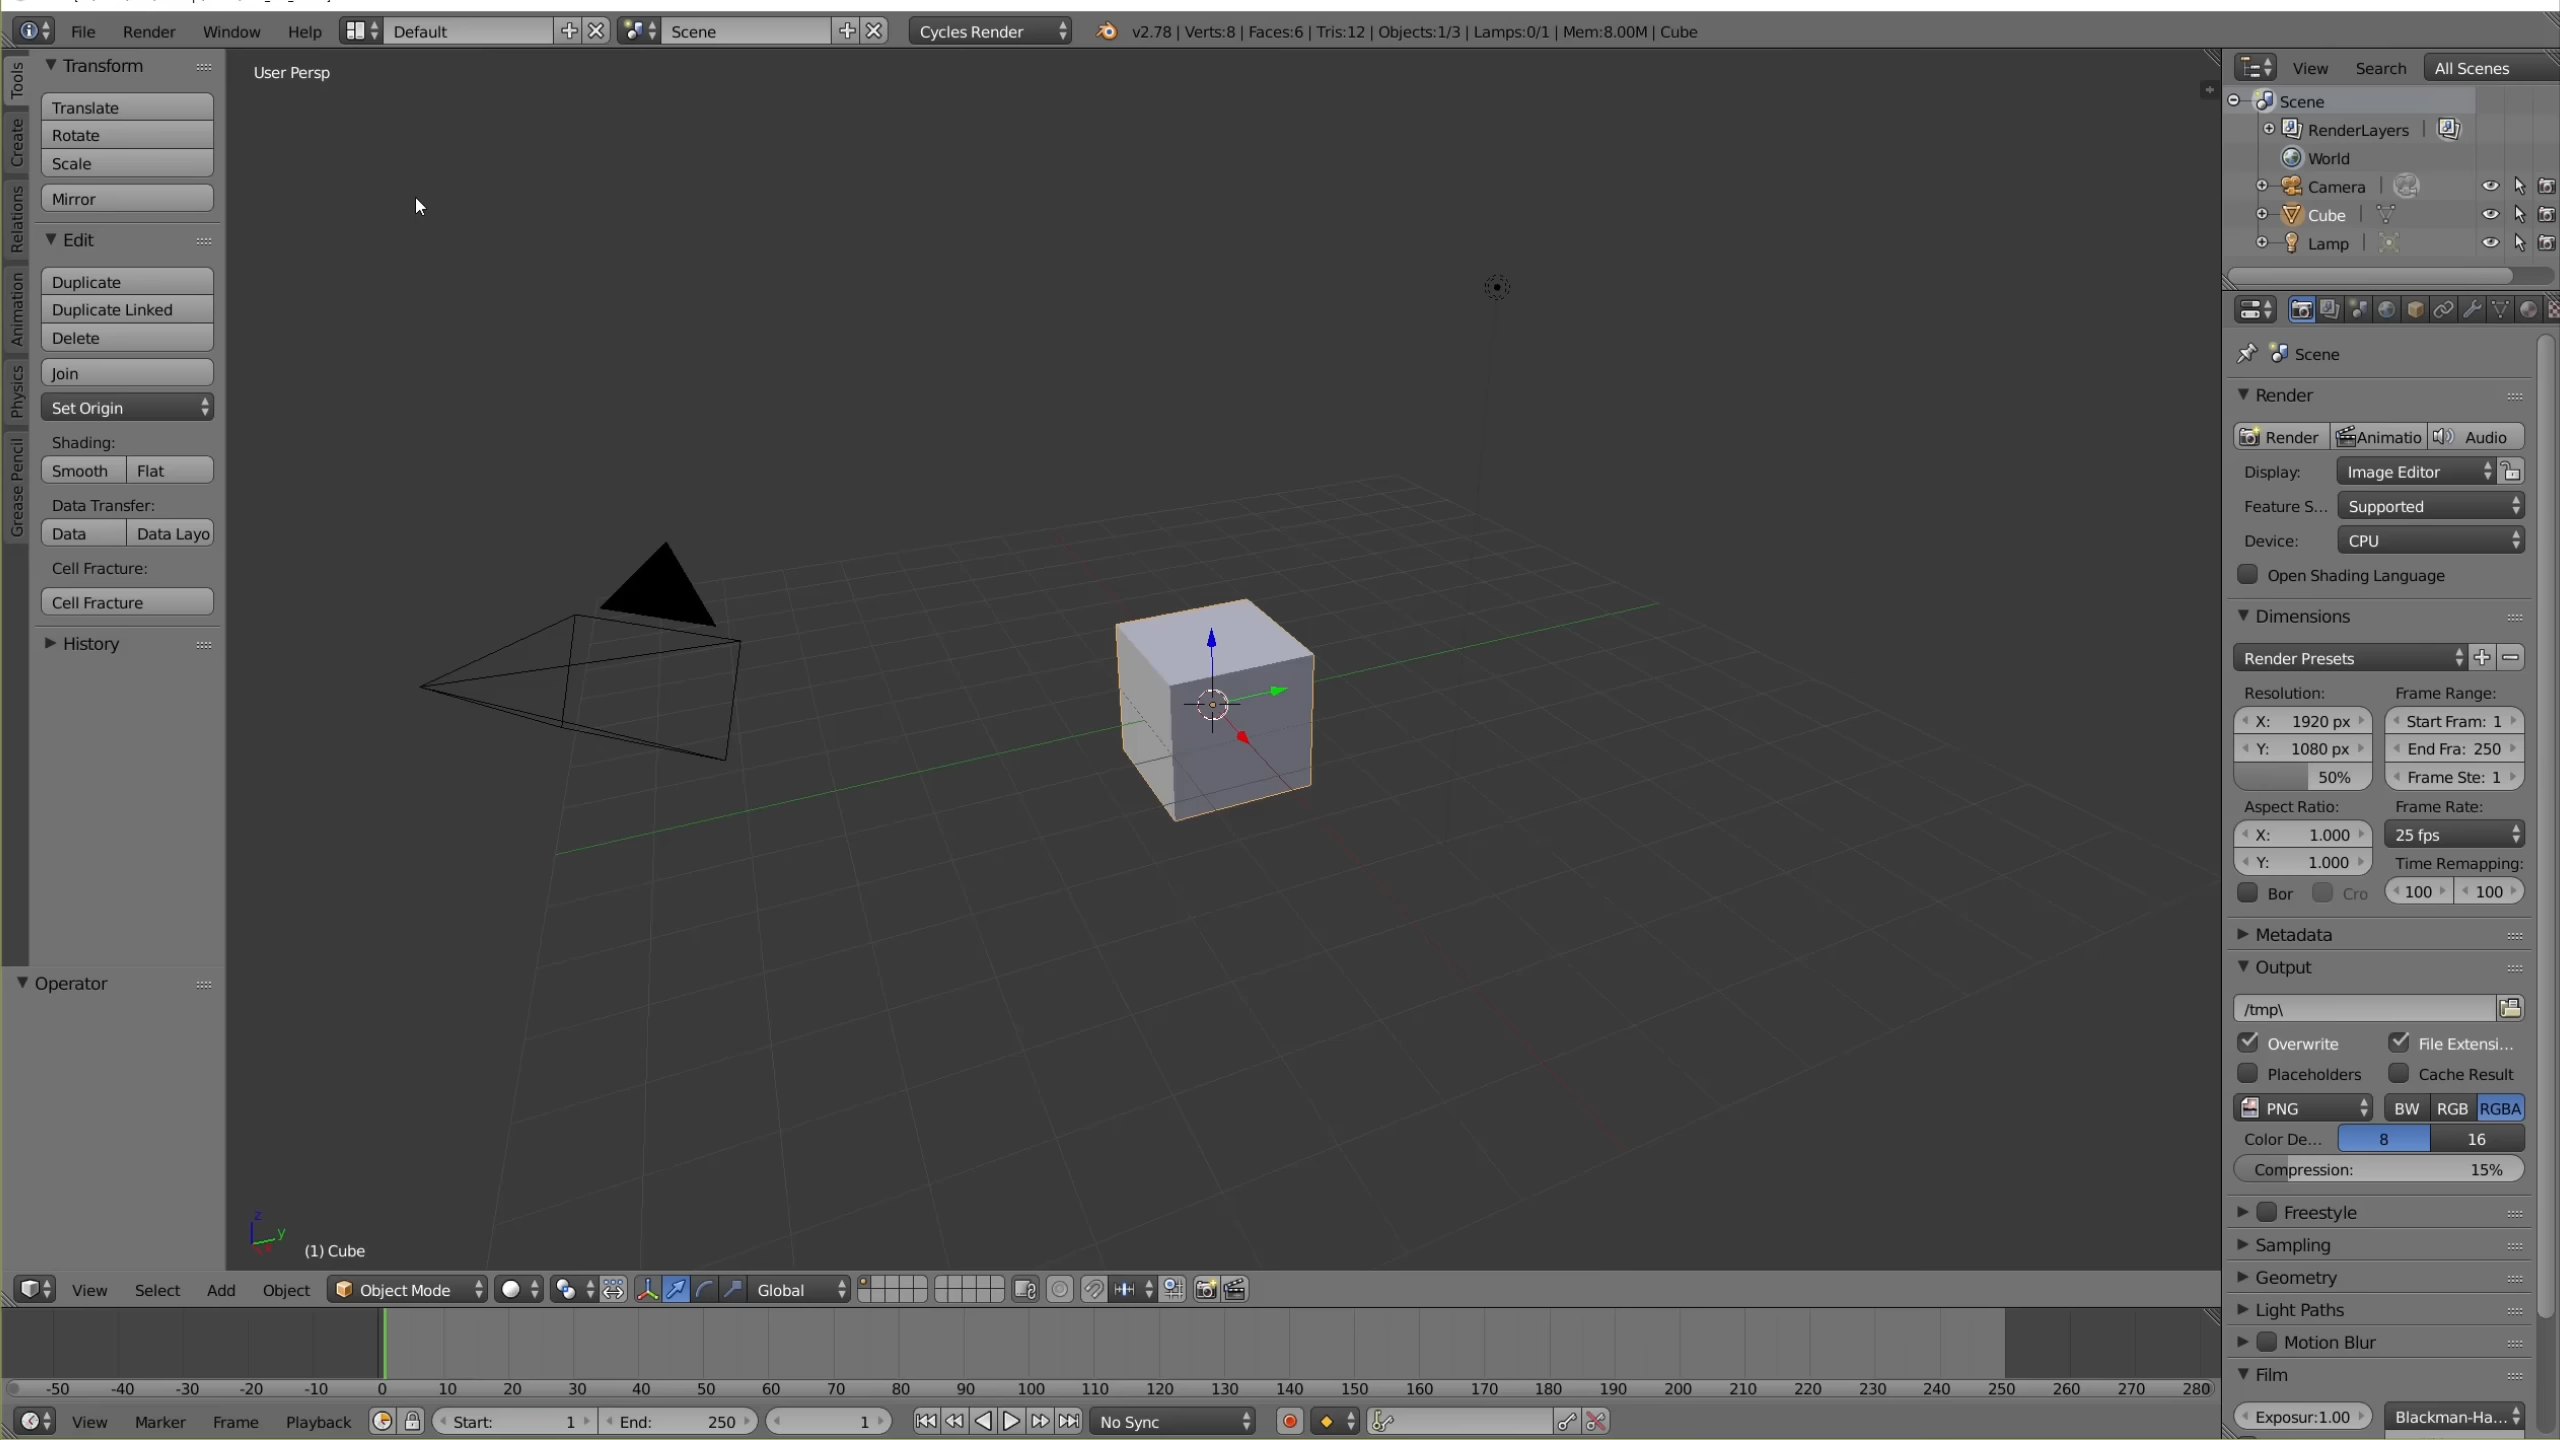 File Render Window Help Default Scene Cycles Render v2.78 | Verts:8 | Faces:6 | Tris:12 | Objects:1/3 | Lamps:0/1 | Mem:8.00M | Cube
Tools
Create
Relations
Animation
Physics
Grease Pencil
Transform
Translate
Rotate
Scale
Mirror
Edit
Duplicate
Duplicate Linked
Delete
Join
Set Origin
Shading:
Smooth Flat
Data Transfer:
Data Data Layo
Cell Fracture:
Cell Fracture
History
Operator
User Persp
z
y
x
(1) Cube
View Search All Scenes
Scene
RenderLayers |
World
Camera |
Cube |
Lamp |
Scene
Render
Render Animatio Audio
Display: Image Editor
Feature S... Supported
Device: CPU
Open Shading Language
Dimensions
Render Presets
Resolution: Frame Range:
X: 1920 px Start Fram: 1
Y: 1080 px End Fra: 250
50% Frame Ste: 1
Aspect Ratio: Frame Rate:
X: 1.000 25 fps
Y: 1.000 Time Remapping:
Bor Cro 100 100
Metadata
Output
/tmp\
Overwrite File Extensi...
Placeholders Cache Result
PNG BW RGB RGBA
Color De... 8 16
Compression: 15%
Freestyle
Sampling
Geometry
Light Paths
Motion Blur
Film
Exposur:1.00 Blackman-Ha...
View Select Add Object Object Mode Global
-50 -40 -30 -20 -10 0 10 20 30 40 50 60 70 80 90 100 110 120 130 140 150 160 170 180 190 200 210 220 230 240 250 260 270 280
View Marker Frame Playback Start: 1 End: 250 1 No Sync